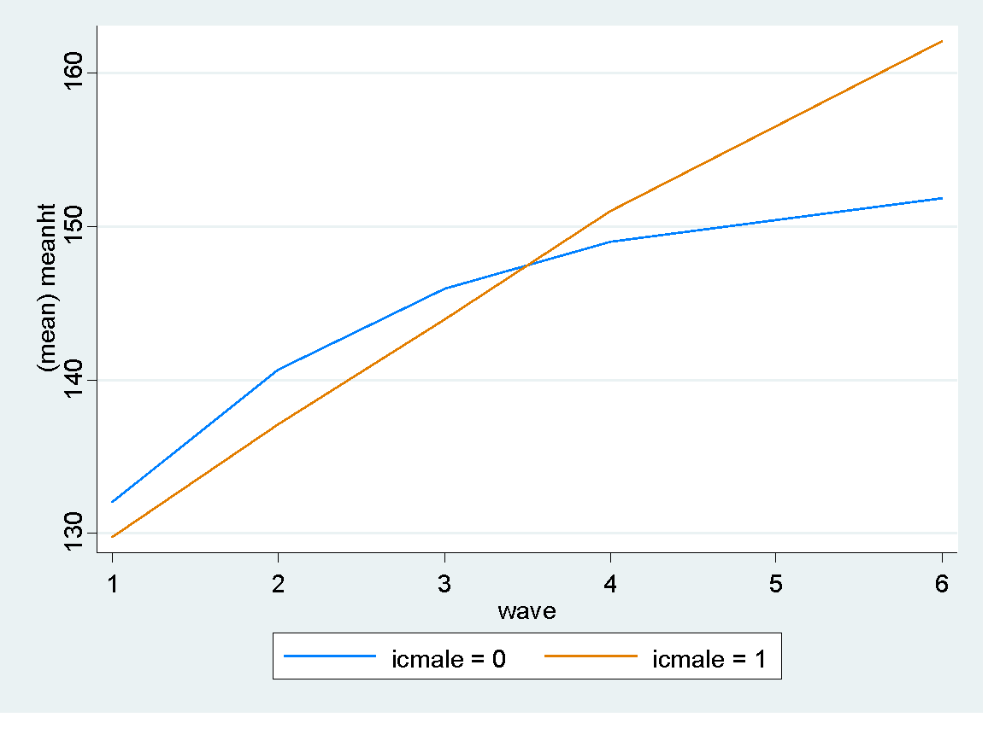 160
150
140
130
(mean) meanht
1 2 3 4 5 6
wave
icmale = 0 icmale = 1